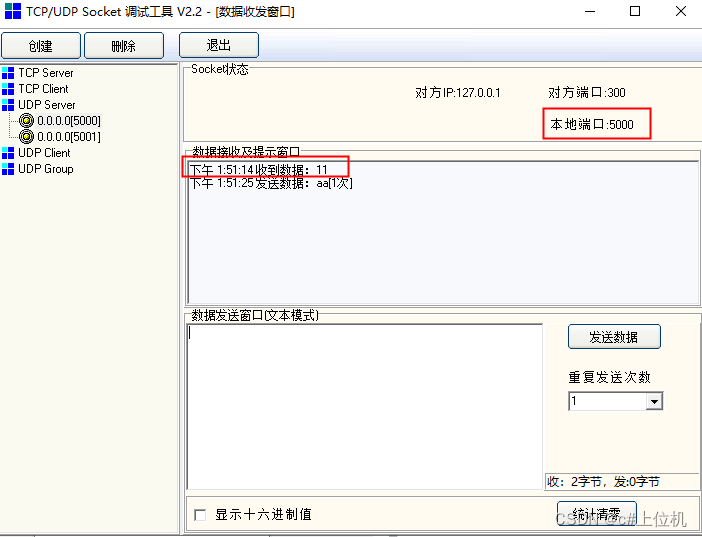 TCP/UDP Socket 调试工具 V2.2 - [数据收发窗口]
创建
删除
退出
TCP Server
TCP Client
UDP Server
0.0.0.0[5000]
0.0.0.0[5001]
UDP Client
UDP Group
Socket状态
对方IP:127.0.0.1
对方端口:300
本地端口:5000
数据接收及提示窗口
下午 1:51:14收到数据：11
下午 1:51:25发送数据：aa[1次]
数据发送窗口(文本模式)
发送数据
重复发送次数
1
收：2字节，发:0字节
显示十六进制值
统计清零
CSDN @c#上位机